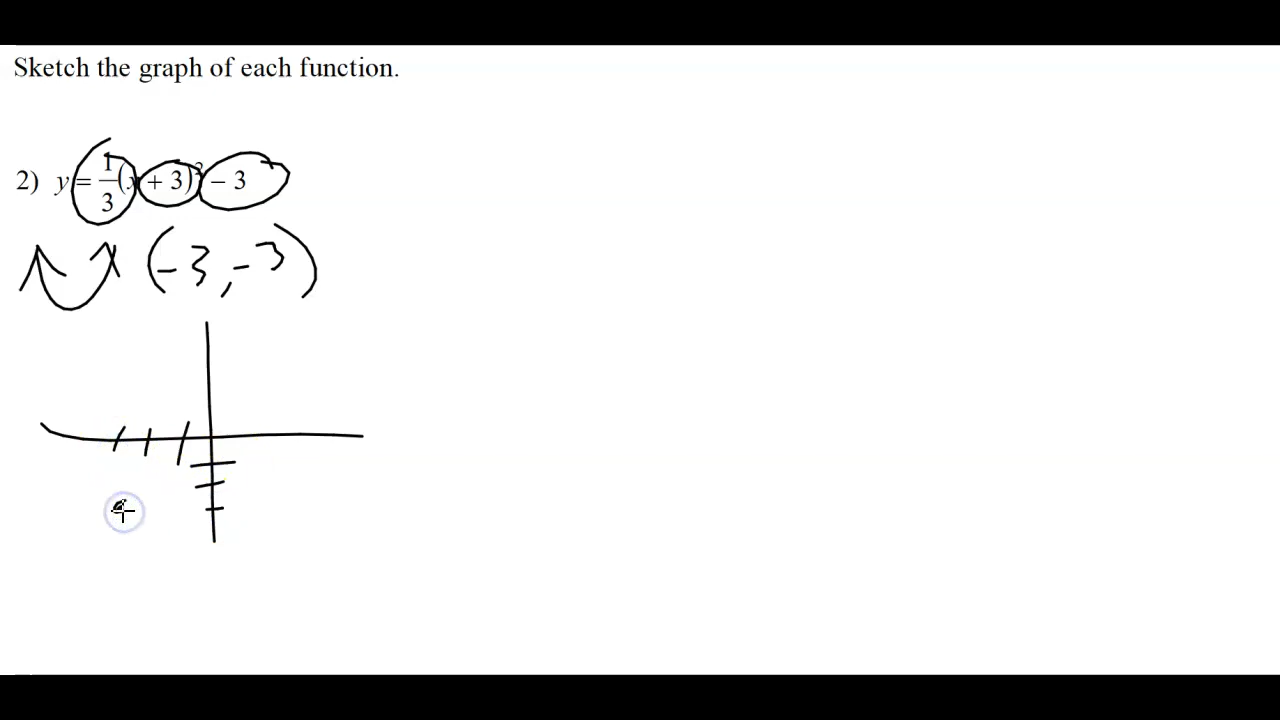 Sketch the graph of each function.
2) y = 1/3 (x + 3)² − 3
(-3, -3)